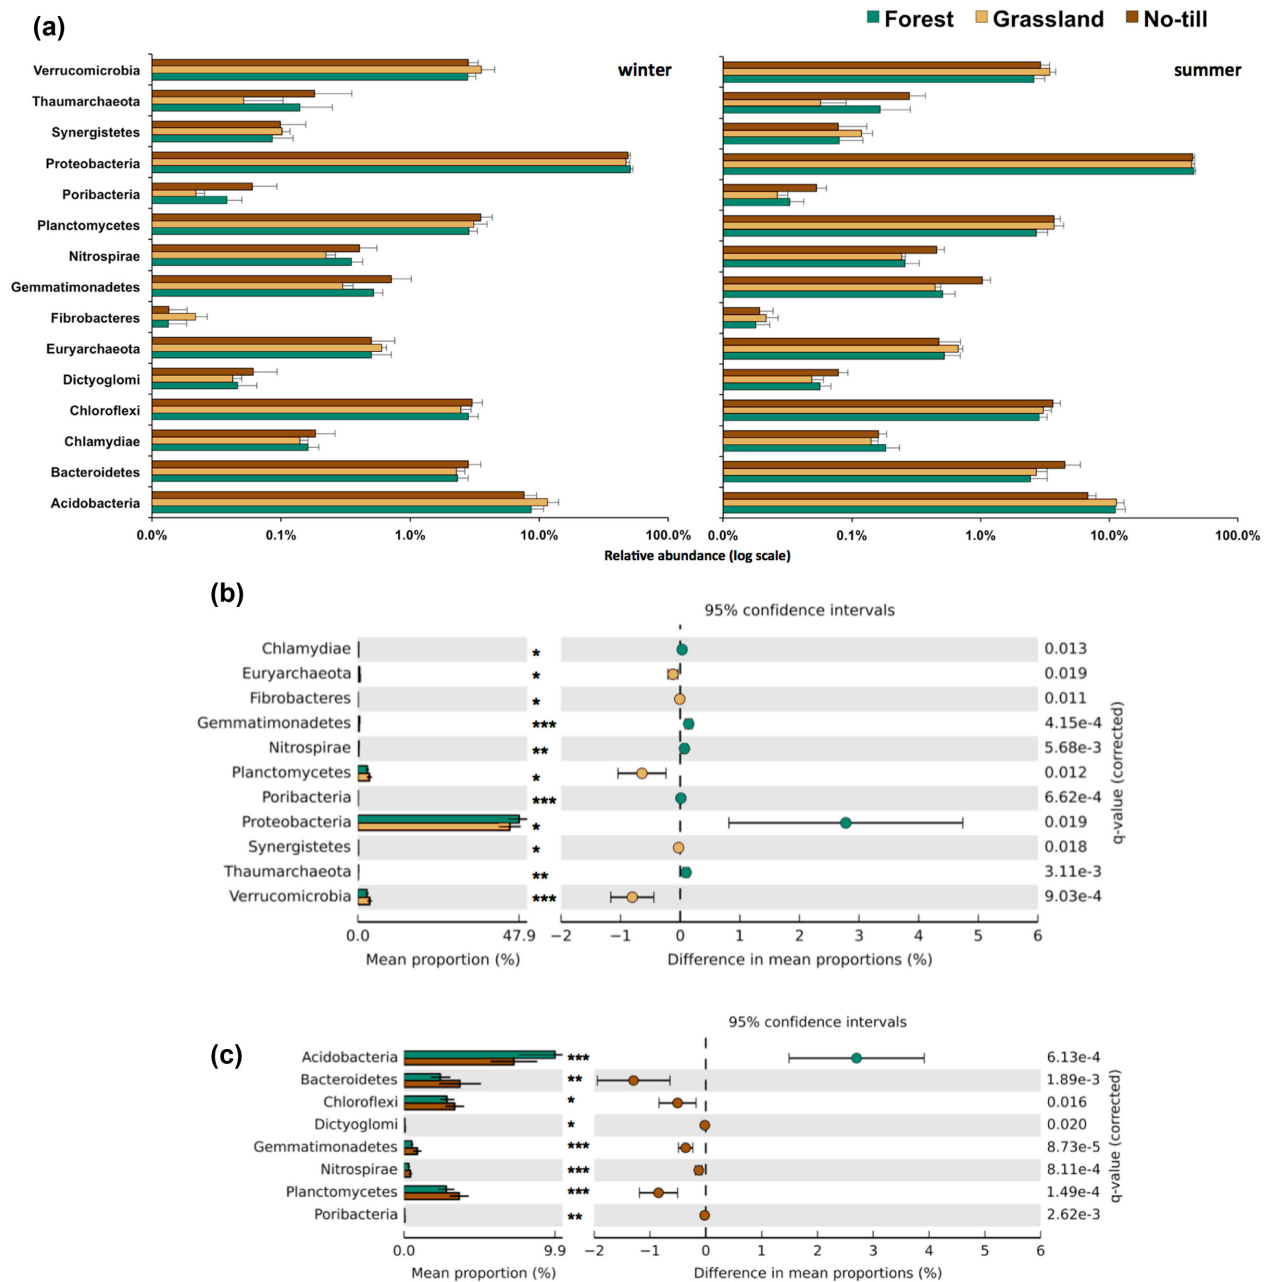 (a)
Forest Grassland No-till
winter
summer
Verrucomicrobia
Thaumarchaeota
Synergistetes
Proteobacteria
Poribacteria
Planctomycetes
Nitrospirae
Gemmatimonadetes
Fibrobacteres
Euryarchaeota
Dictyoglomi
Chloroflexi
Chlamydiae
Bacteroidetes
Acidobacteria
0.0% 0.1% 1.0% 10.0% 100.0%
0.0% 0.1% 1.0% 10.0% 100.0%
Relative abundance (log scale)
(b)
95% confidence intervals
Chlamydiae * 0.013
Euryarchaeota * 0.019
Fibrobacteres * 0.011
Gemmatimonadetes *** 4.15e-4
Nitrospirae ** 5.68e-3
Planctomycetes * 0.012
Poribacteria *** 6.62e-4
Proteobacteria * 0.019
Synergistetes * 0.018
Thaumarchaeota ** 3.11e-3
Verrucomicrobia *** 9.03e-4
q-value (corrected)
0.0 47.9 −2 −1 0 1 2 3 4 5 6
Mean proportion (%) Difference in mean proportions (%)
(c)
95% confidence intervals
Acidobacteria *** 6.13e-4
Bacteroidetes ** 1.89e-3
Chloroflexi * 0.016
Dictyoglomi * 0.020
Gemmatimonadetes *** 8.73e-5
Nitrospirae *** 8.11e-4
Planctomycetes *** 1.49e-4
Poribacteria ** 2.62e-3
q-value (corrected)
0.0 9.9 −2 −1 0 1 2 3 4 5 6
Mean proportion (%) Difference in mean proportions (%)